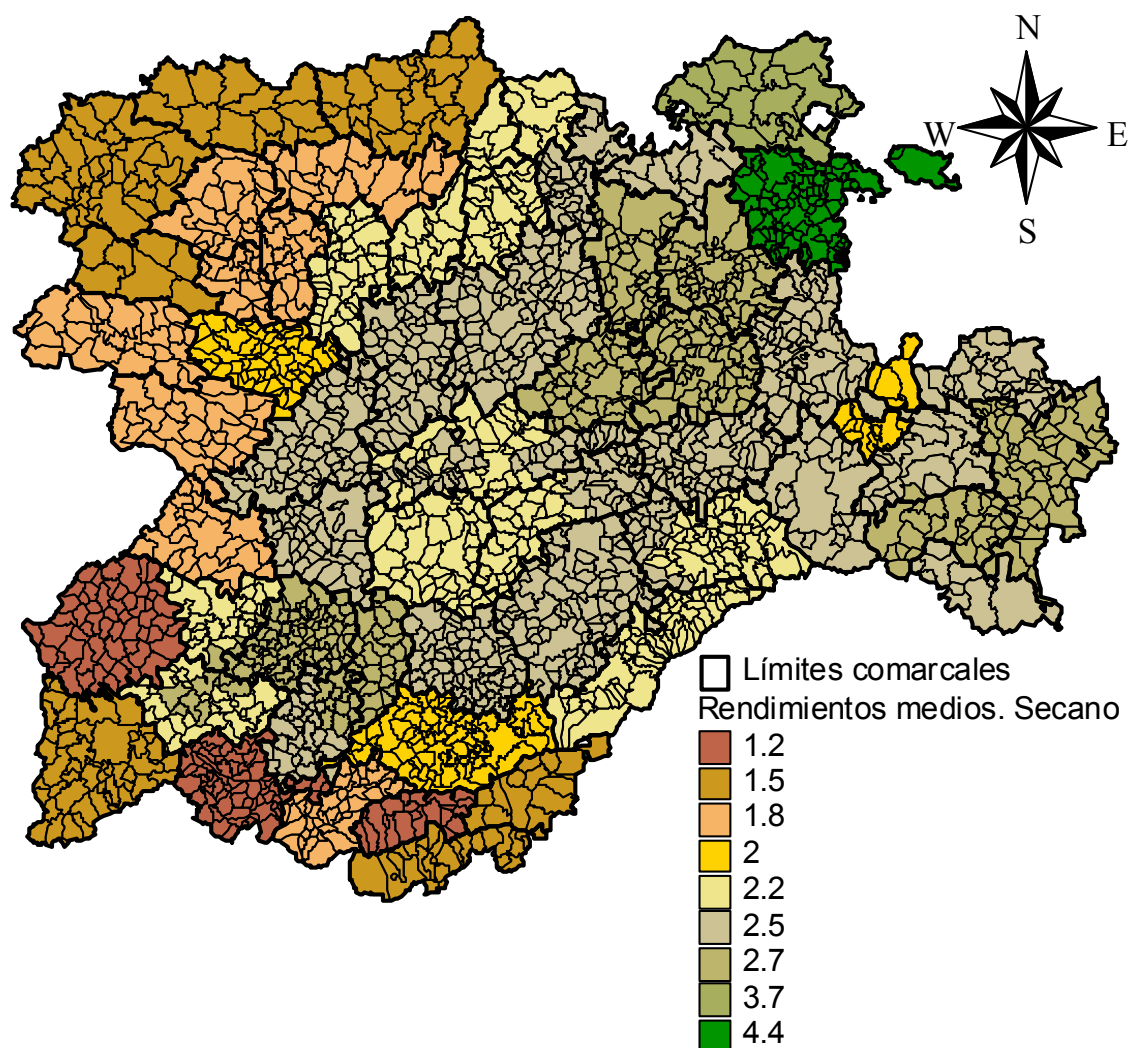 N
W
E
S
Límites comarcales
Rendimientos medios. Secano
1.2
1.5
1.8
2
2.2
2.5
2.7
3.7
4.4